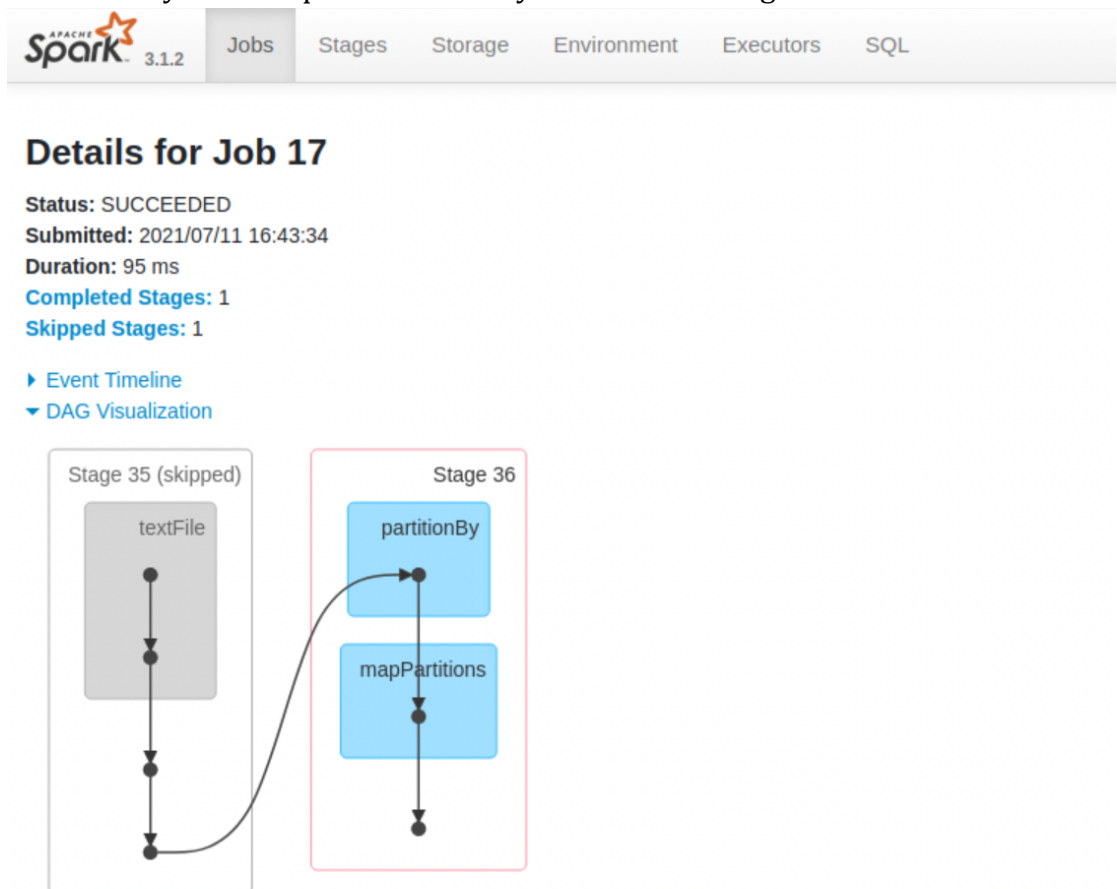 APACHE
Spark 3.1.2 Jobs Stages Storage Environment Executors SQL
Details for Job 17
Status: SUCCEEDED
Submitted: 2021/07/11 16:43:34
Duration: 95 ms
Completed Stages: 1
Skipped Stages: 1
Event Timeline
DAG Visualization
Stage 35 (skipped)
textFile
Stage 36
partitionBy
mapPartitions